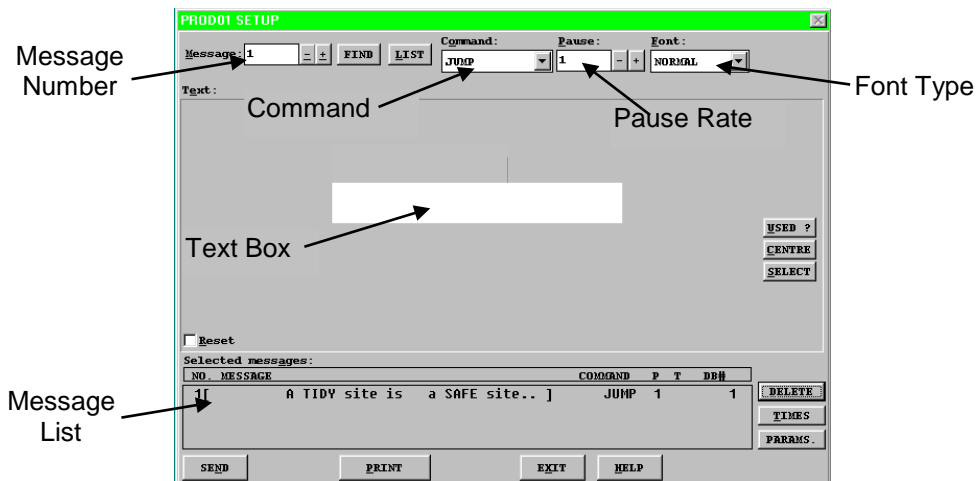 PROD01 SETUP
Message Number
Message: 1 - + FIND LIST
Command: JUMP
Pause: 1 - +
Font: NORMAL
Font Type
Text:
Command
Pause Rate
Text Box
USED ?
CENTRE
SELECT
Reset
Selected messages:
NO. MESSAGE COMMAND P T DB#
1[ A TIDY site is a SAFE site.. ] JUMP 1 1
Message List
DELETE
TIMES
PARAMS.
SEND PRINT EXIT HELP